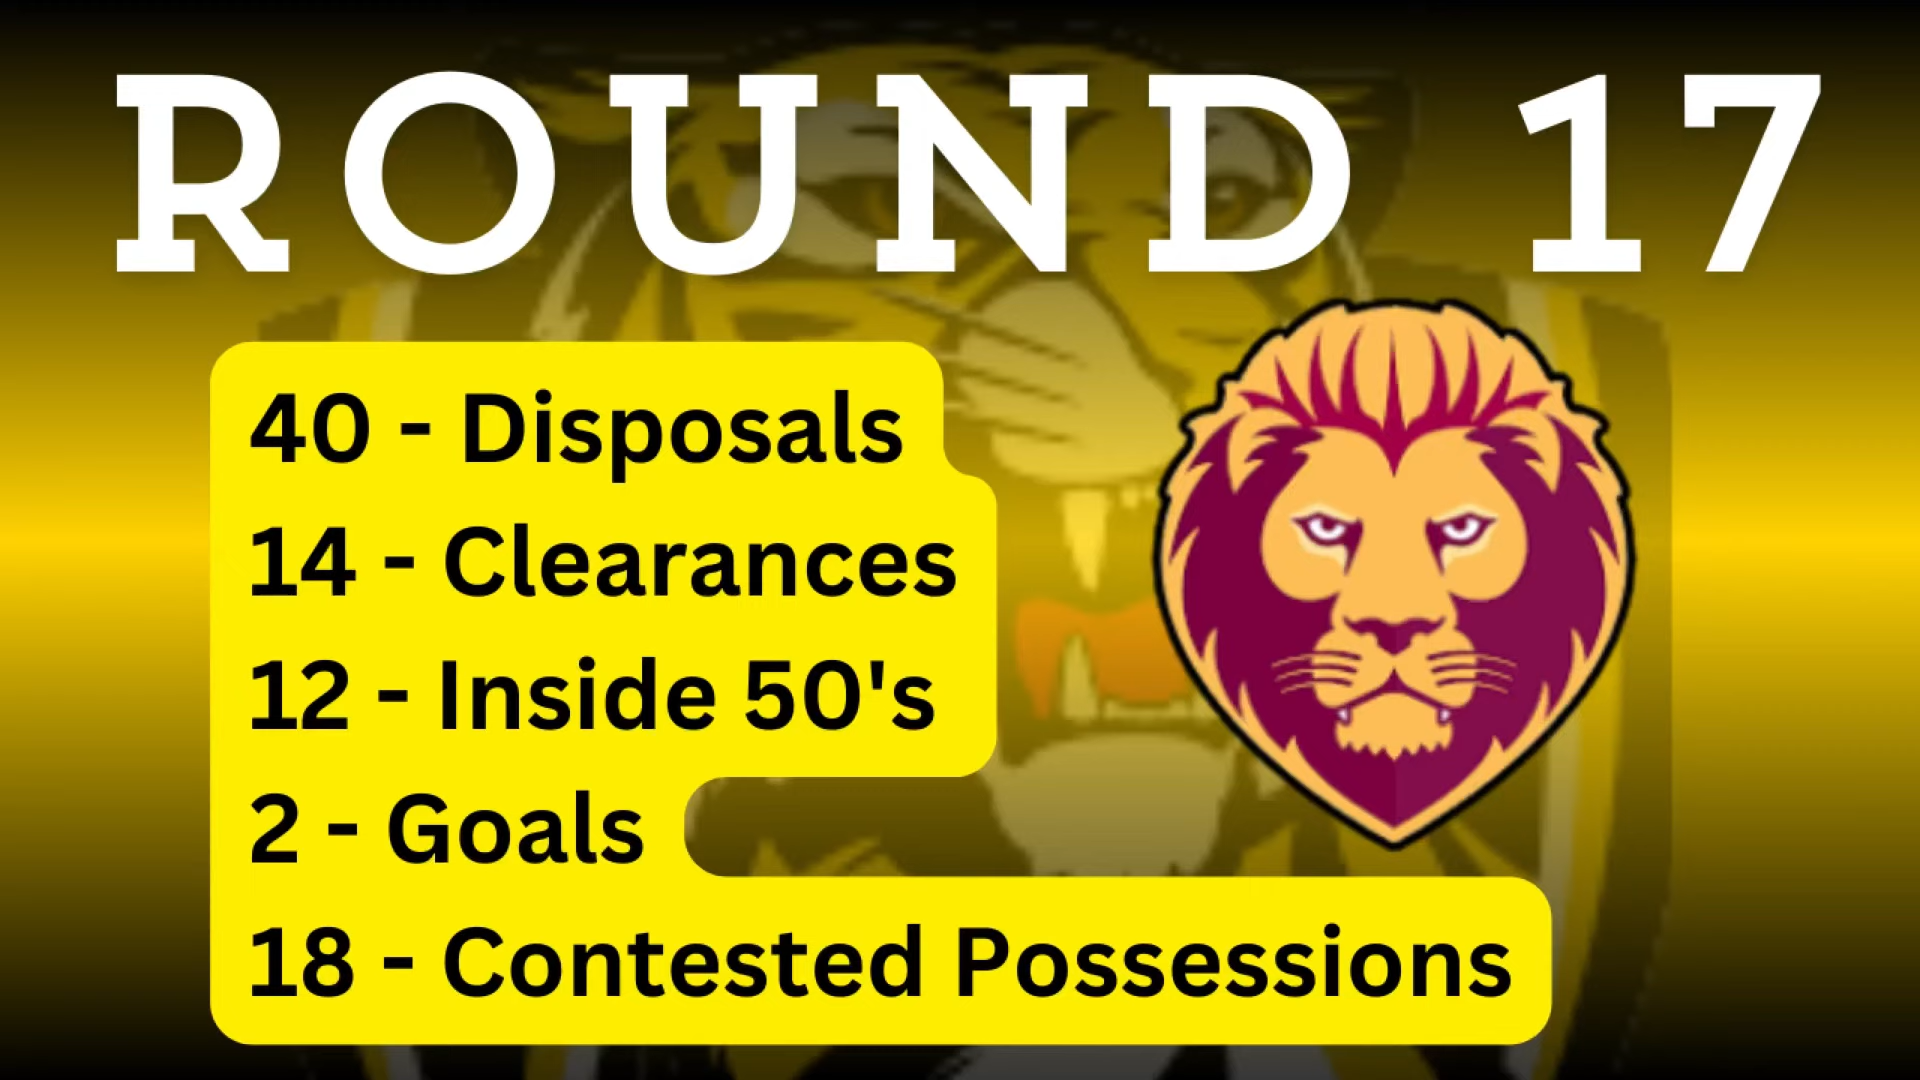 ROUND 17
40 - Disposals
14 - Clearances
12 - Inside 50's
2 - Goals
18 - Contested Possessions